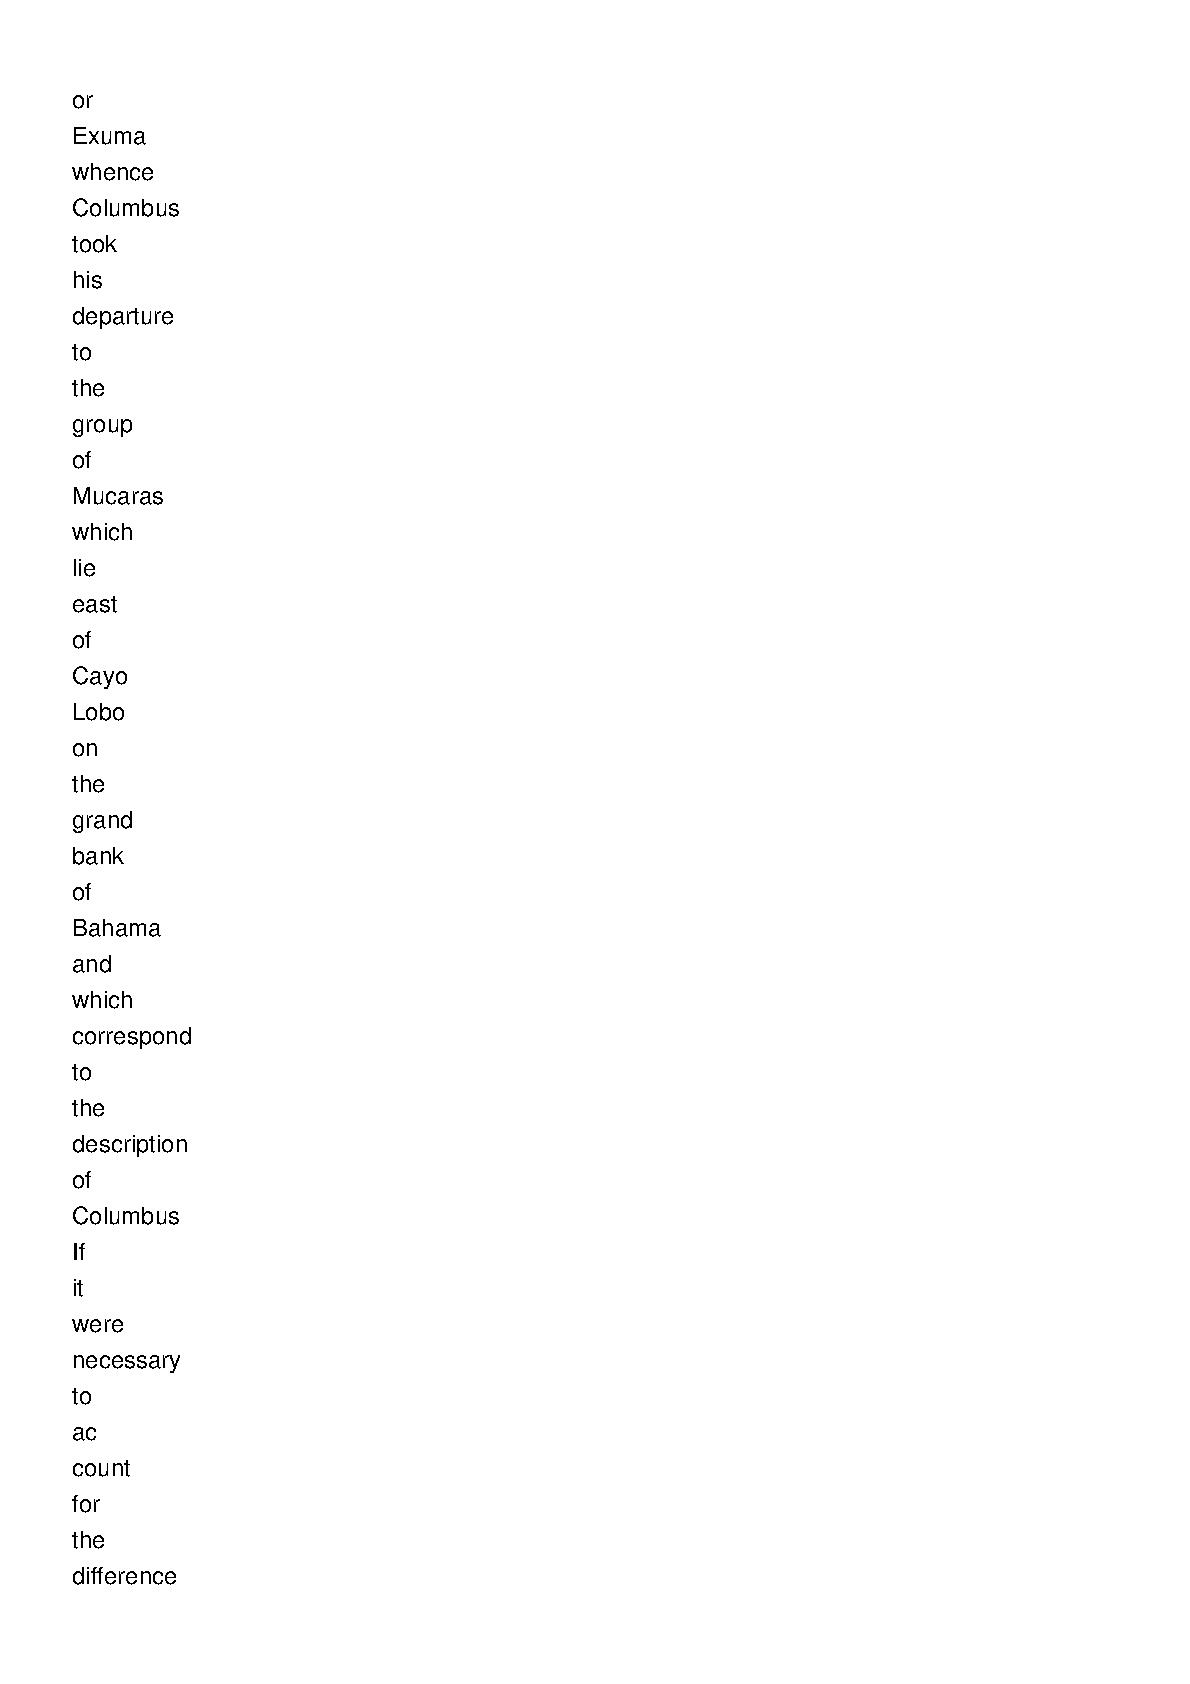 or
Exuma
whence
Columbus
took
his
departure
to
the
group
of
Mucaras
which
lie
east
of
Cayo
Lobo
on
the
grand
bank
of
Bahama
and
which
correspond
to
the
description
of
Columbus
If
it
were
necessary
to
ac
count
for
the
difference